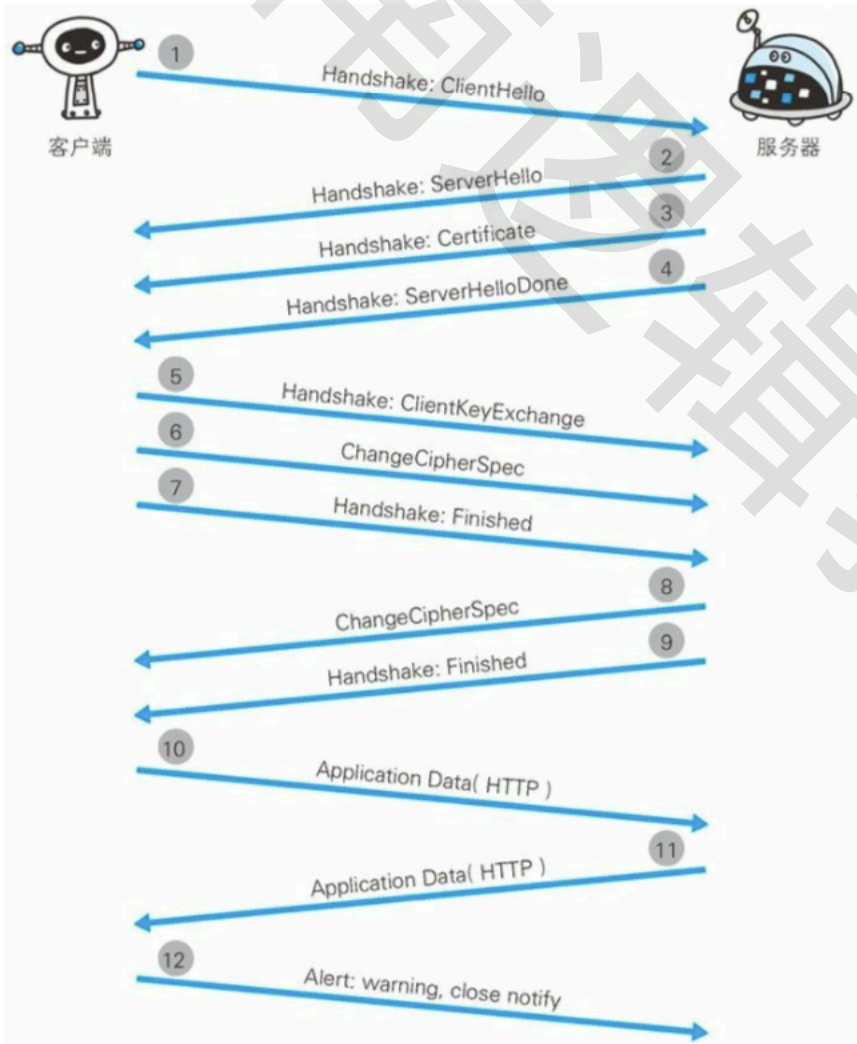 1
Handshake: ClientHello
客户端
服务器
2
Handshake: ServerHello
3
Handshake: Certificate
4
Handshake: ServerHelloDone
5
Handshake: ClientKeyExchange
6
ChangeCipherSpec
7
Handshake: Finished
8
ChangeCipherSpec
9
Handshake: Finished
10
Application Data( HTTP )
11
Application Data( HTTP )
12
Alert: warning, close notify